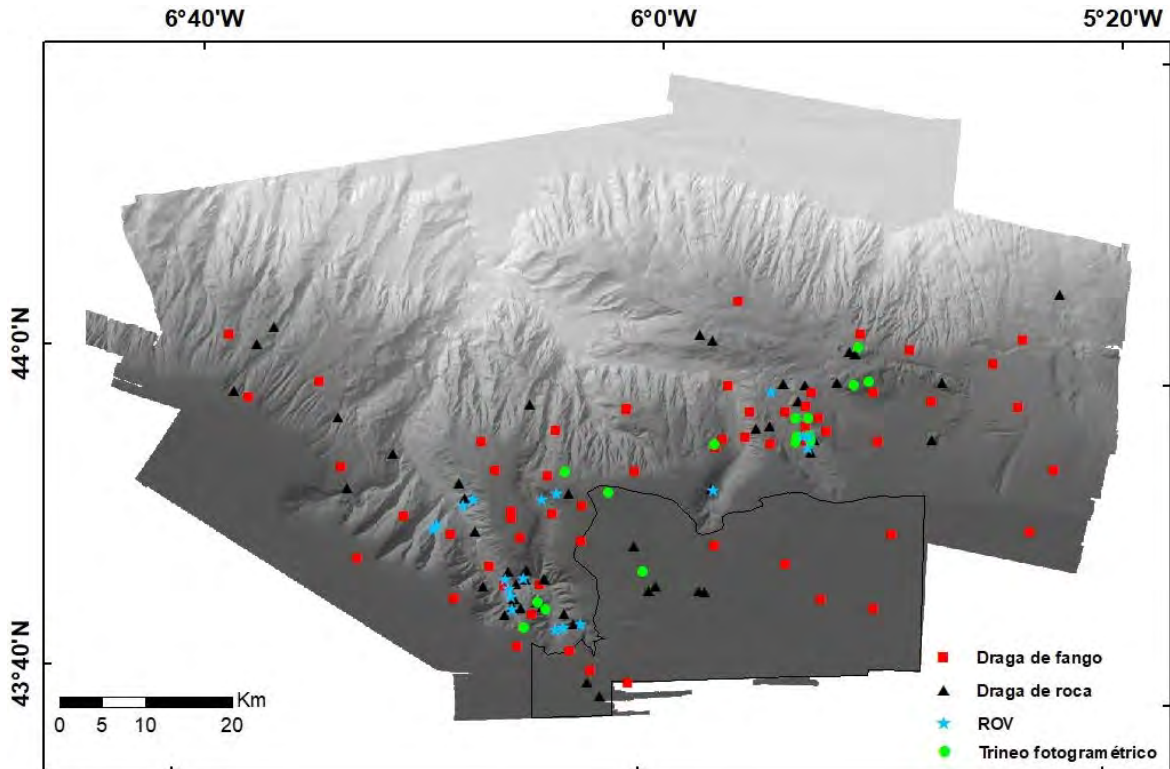 6°40'W 6°0'W 5°20'W
44°0'N
43°40'N
Km
0 5 10 20
Draga de fango
Draga de roca
ROV
Trineo fotogramétrico